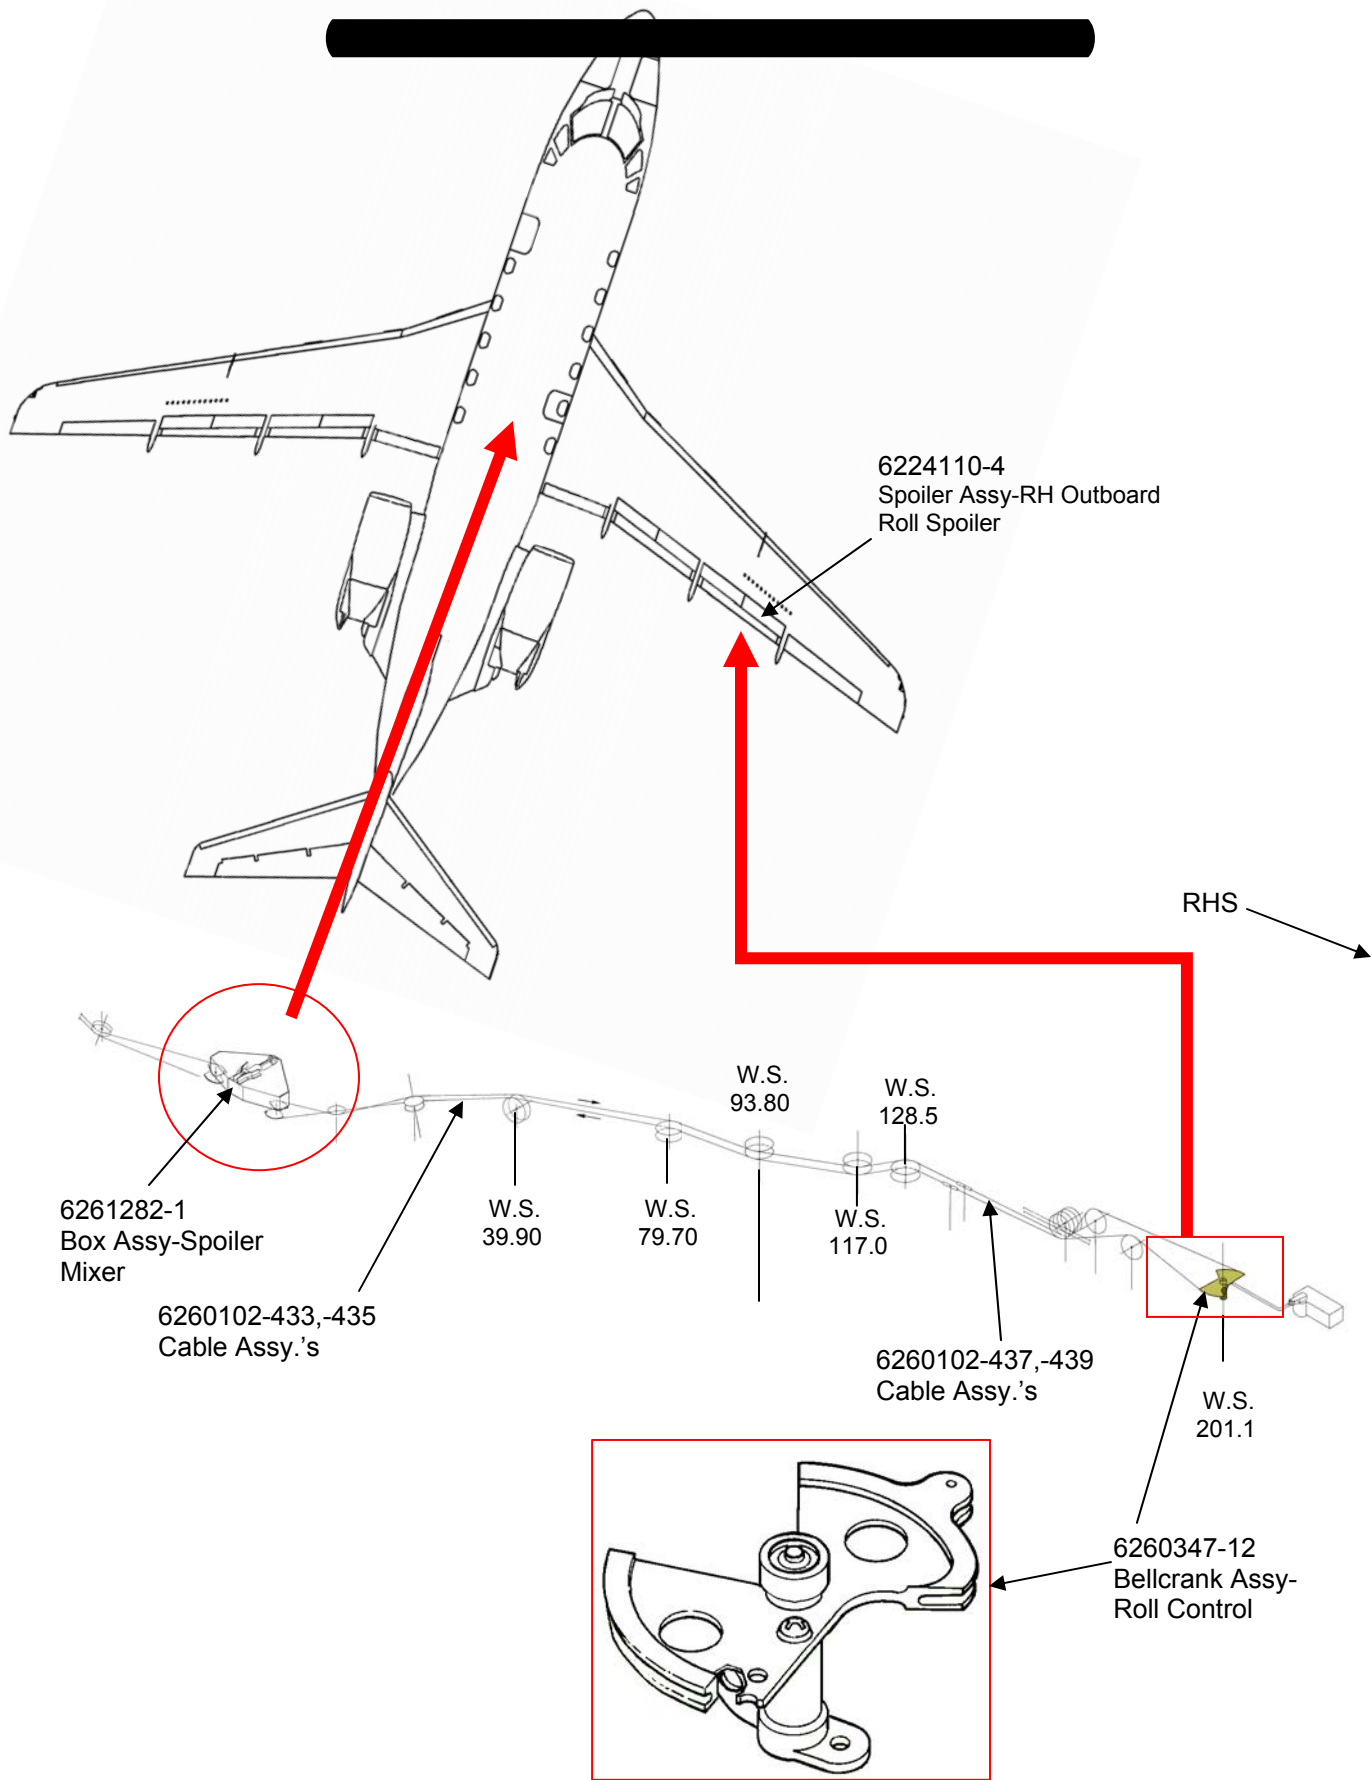 6224110-4
Spoiler Assy-RH Outboard
Roll Spoiler
RHS
W.S.
93.80
W.S.
128.5
6261282-1
Box Assy-Spoiler
Mixer
W.S.
39.90
W.S.
79.70
W.S.
117.0
6260102-433,-435
Cable Assy.’s
6260102-437,-439
Cable Assy.’s
W.S.
201.1
6260347-12
Bellcrank Assy-
Roll Control